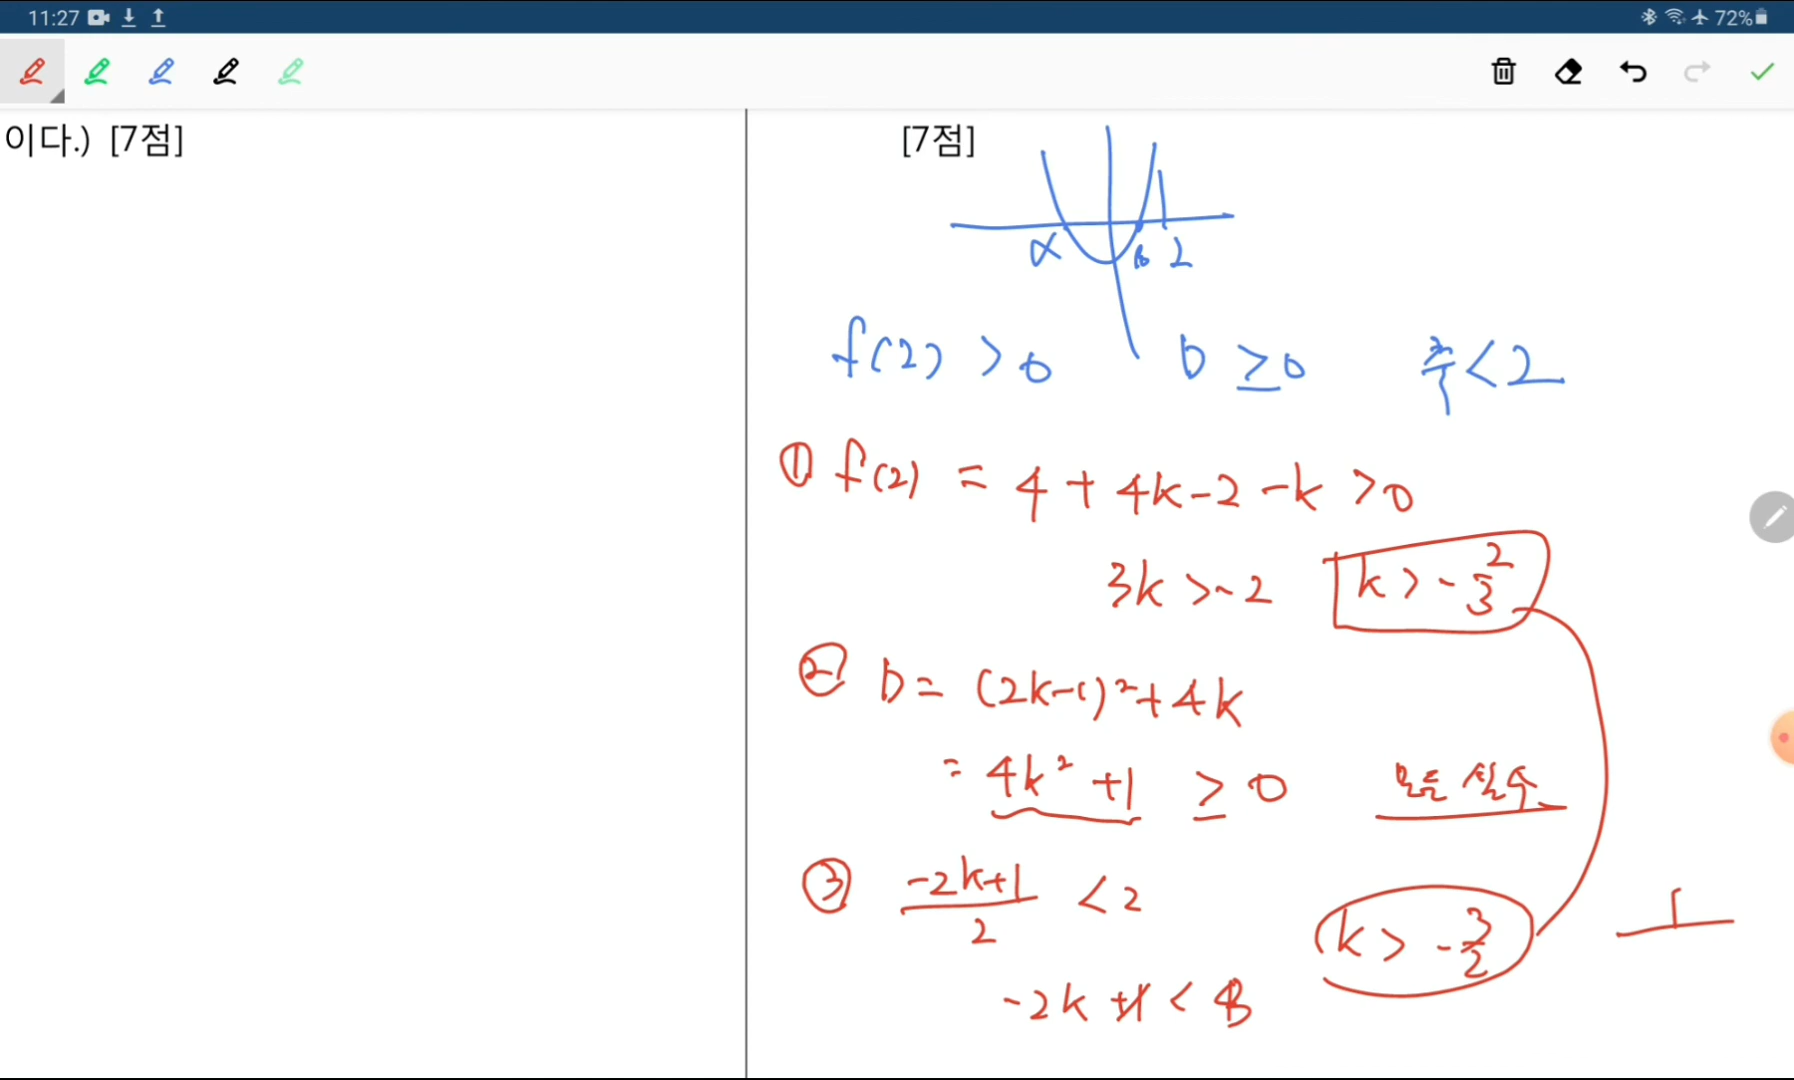 11:27
72%
이다.) [7점]
[7점]
α β 2
f(2) > 0 D ≥ 0 축 < 2
① f(2) = 4 + 4k - 2 - k > 0
3k > -2 k > - 2/3
② D = (2k-1)² + 4k
= 4k² + 1 ≥ 0 모든 실수
③ (-2k+1)/2 < 2 k > - 3/2
-2k +1 <